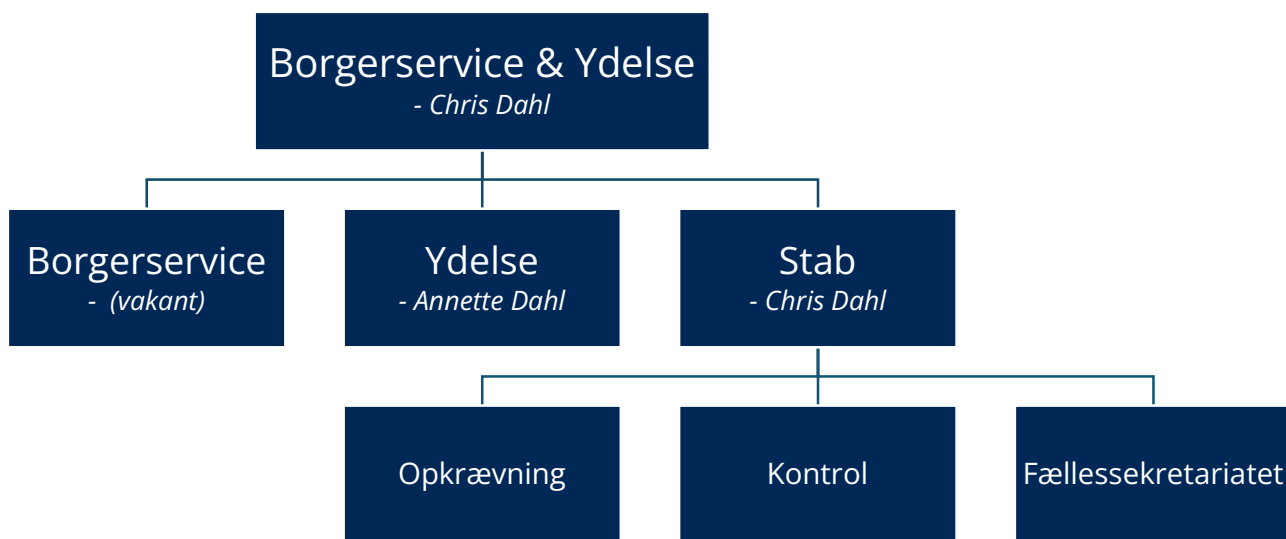 Borgerservice & Ydelse
- Chris Dahl
Borgerservice
- (vakant)
Ydelse
- Annette Dahl
Stab
- Chris Dahl
Opkrævning
Kontrol
Fællessekretariatet